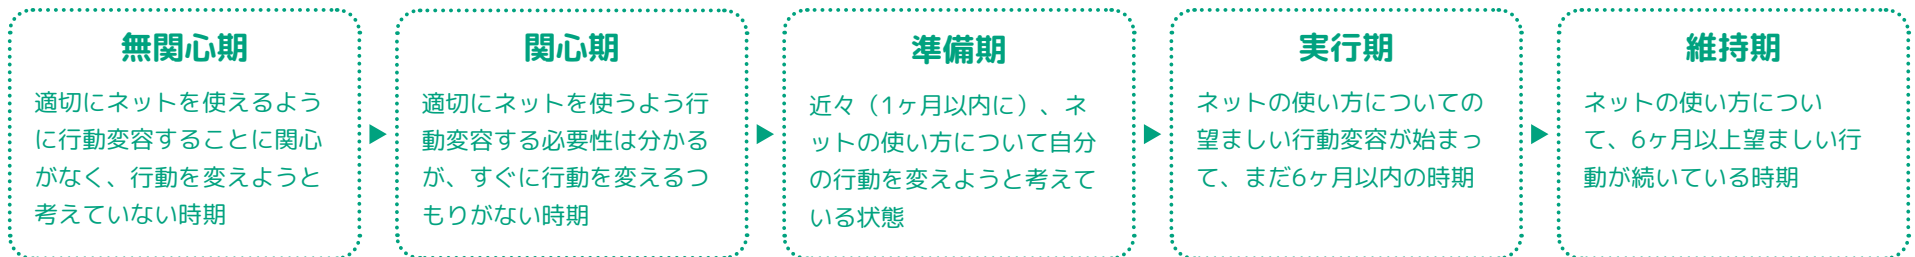 無関心期
適切にネットを使えるよう
に行動変容することに関心
がなく、行動を変えようと
考えていない時期
関心期
適切にネットを使うよう行
動変容する必要性は分かる
が、すぐに行動を変えるつ
もりがない時期
準備期
近々（1ヶ月以内に）、ネ
ットの使い方について自分
の行動を変えようと考えて
いる状態
実行期
ネットの使い方についての
望ましい行動変容が始まっ
て、まだ6ヶ月以内の時期
維持期
ネットの使い方につい
て、6ヶ月以上望ましい行
動が続いている時期